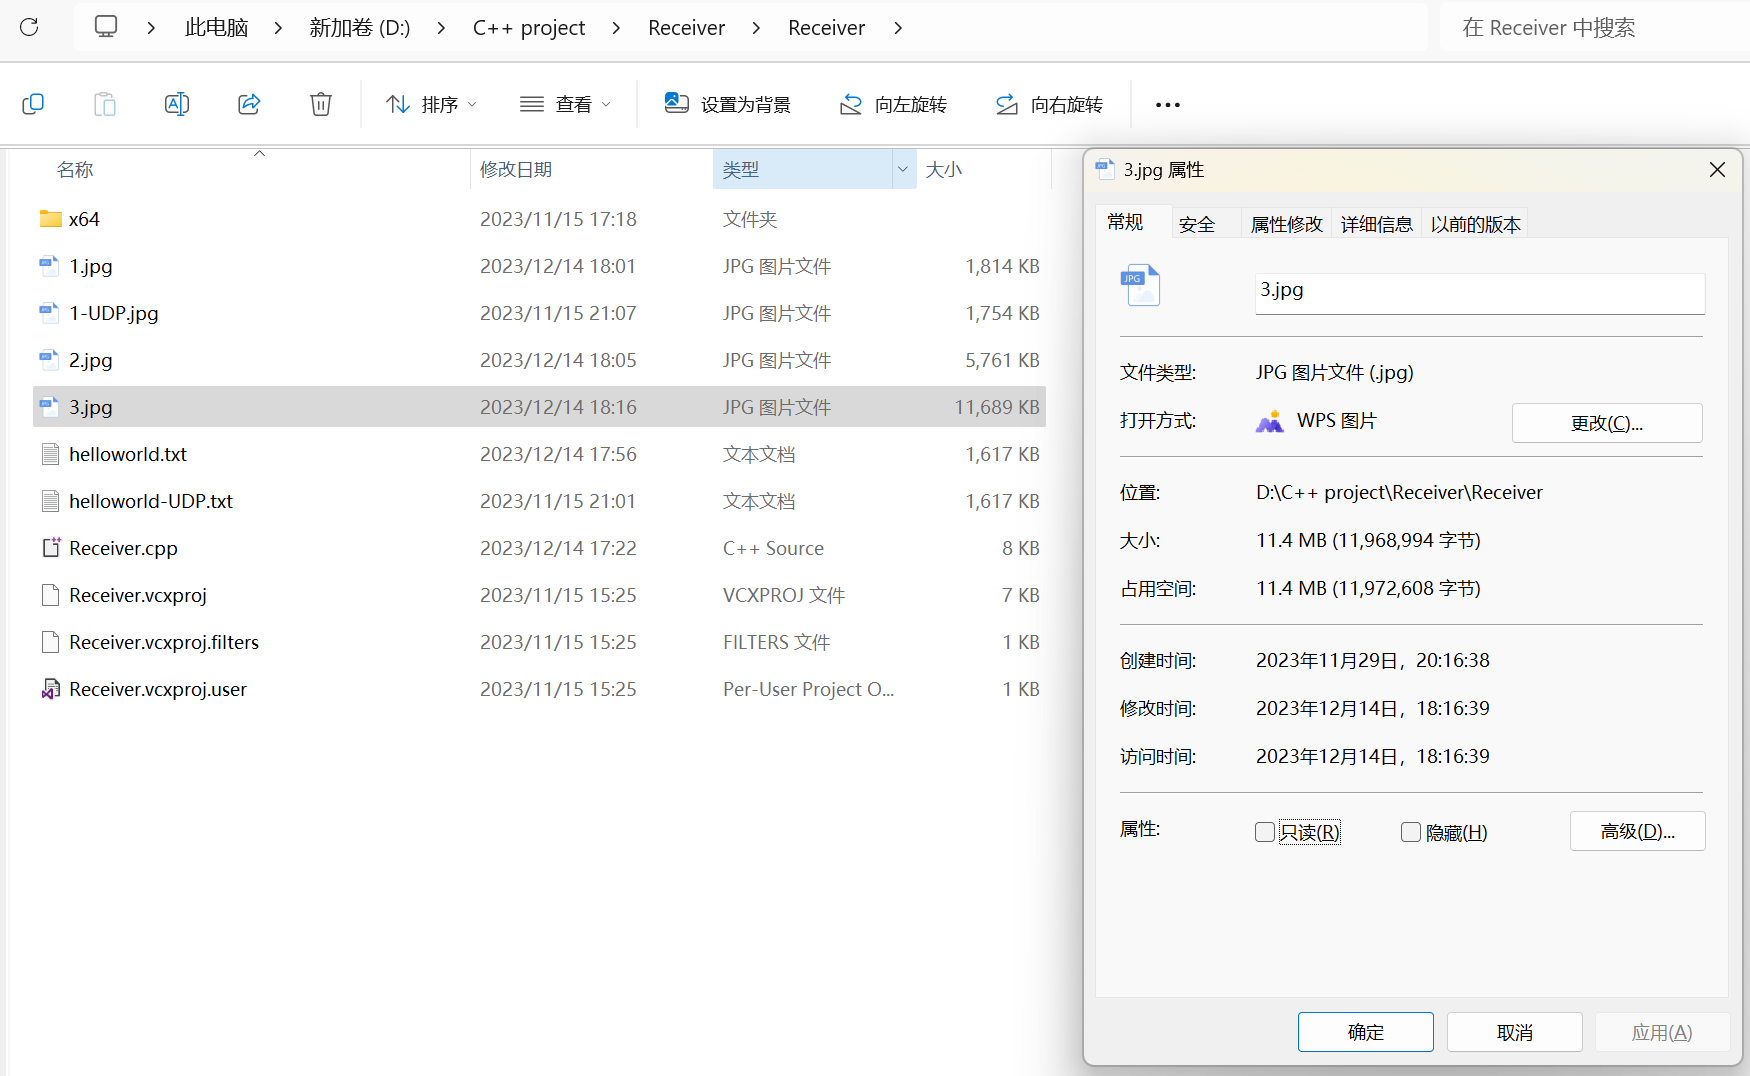 此电脑 新加卷 (D:) C++ project Receiver Receiver 在 Receiver 中搜索
排序 查看 设置为背景 向左旋转 向右旋转
名称 修改日期 类型 大小
x64 2023/11/15 17:18 文件夹
1.jpg 2023/12/14 18:01 JPG 图片文件 1,814 KB
1-UDP.jpg 2023/11/15 21:07 JPG 图片文件 1,754 KB
2.jpg 2023/12/14 18:05 JPG 图片文件 5,761 KB
3.jpg 2023/12/14 18:16 JPG 图片文件 11,689 KB
helloworld.txt 2023/12/14 17:56 文本文档 1,617 KB
helloworld-UDP.txt 2023/11/15 21:01 文本文档 1,617 KB
Receiver.cpp 2023/12/14 17:22 C++ Source 8 KB
Receiver.vcxproj 2023/11/15 15:25 VCXPROJ 文件 7 KB
Receiver.vcxproj.filters 2023/11/15 15:25 FILTERS 文件 1 KB
Receiver.vcxproj.user 2023/11/15 15:25 Per-User Project O... 1 KB
3.jpg 属性
常规 安全 属性修改 详细信息 以前的版本
JPG
3.jpg
文件类型: JPG 图片文件 (.jpg)
打开方式: WPS 图片 更改(C)...
位置: D:\C++ project\Receiver\Receiver
大小: 11.4 MB (11,968,994 字节)
占用空间: 11.4 MB (11,972,608 字节)
创建时间: 2023年11月29日，20:16:38
修改时间: 2023年12月14日，18:16:39
访问时间: 2023年12月14日，18:16:39
属性: 只读(R) 隐藏(H) 高级(D)...
确定 取消 应用(A)